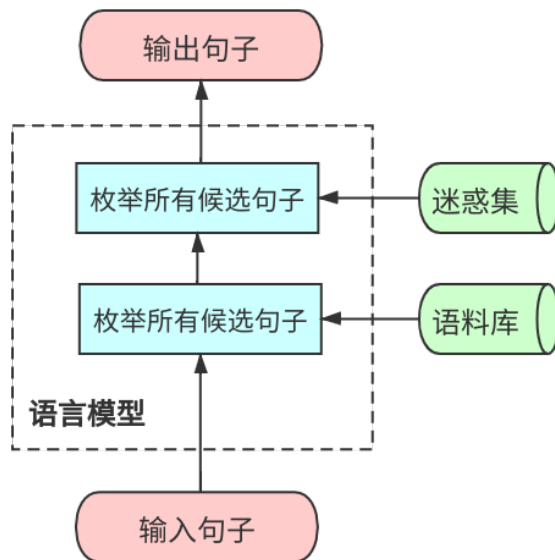 输出句子
枚举所有候选句子
迷惑集
枚举所有候选句子
语料库
语言模型
输入句子